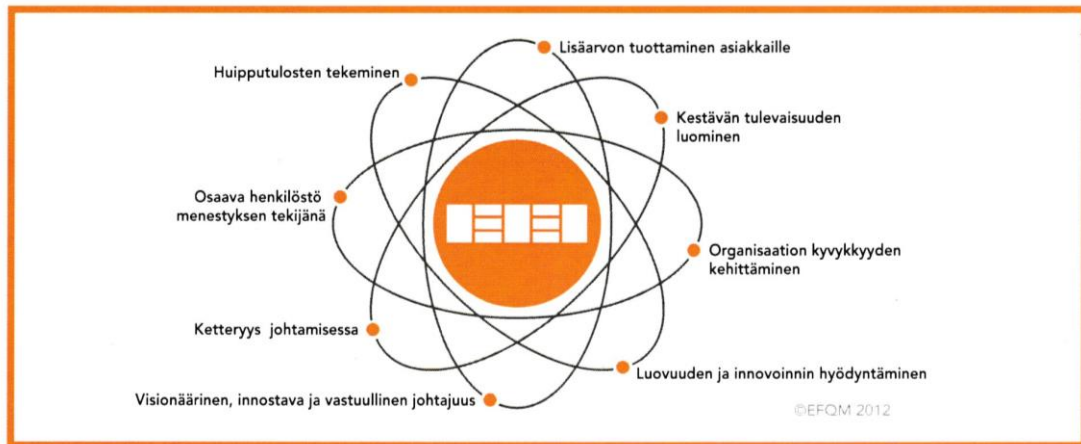 Lisäarvon tuottaminen asiakkaille
Huipputulosten tekeminen
Kestävän tulevaisuuden
luominen
Osaava henkilöstö
menestyksen tekijänä
Organisaation kyvykkyyden
kehittäminen
Ketteryys johtamisessa
Luovuuden ja innovoinnin hyödyntäminen
Visionäärinen, innostava ja vastuullinen johtajuus
©EFQM 2012